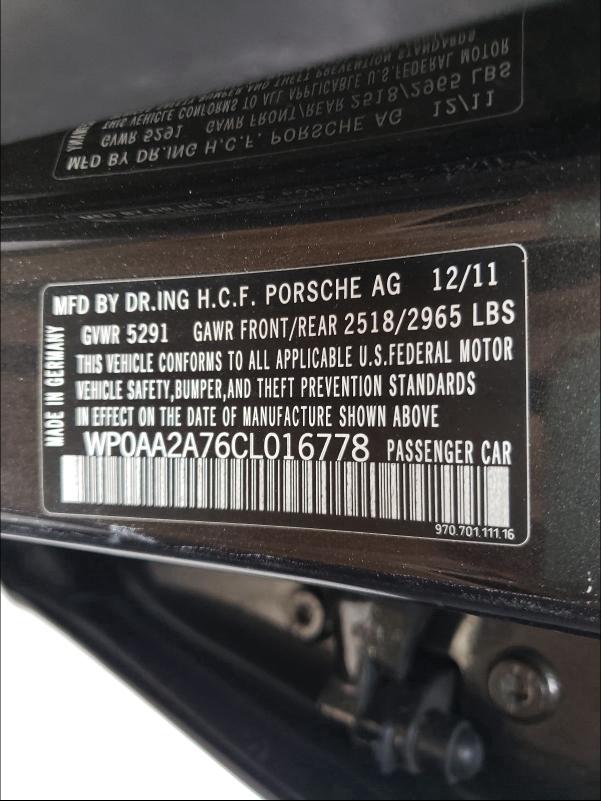 MFD BY DR.ING H.C.F. PORSCHE AG 12/11
GVWR 5291 GAWR FRONT/REAR 2518/2965 LBS
THIS VEHICLE CONFORMS TO ALL APPLICABLE U.S.FEDERAL MOTOR
VEHICLE SAFETY,BUMPER,AND THEFT PREVENTION STANDARDS
IN EFFECT ON THE DATE OF MANUFACTURE SHOWN ABOVE
WP0AA2A76CL016778 PASSENGER CAR
970.701.111.16
MADE IN GERMANY